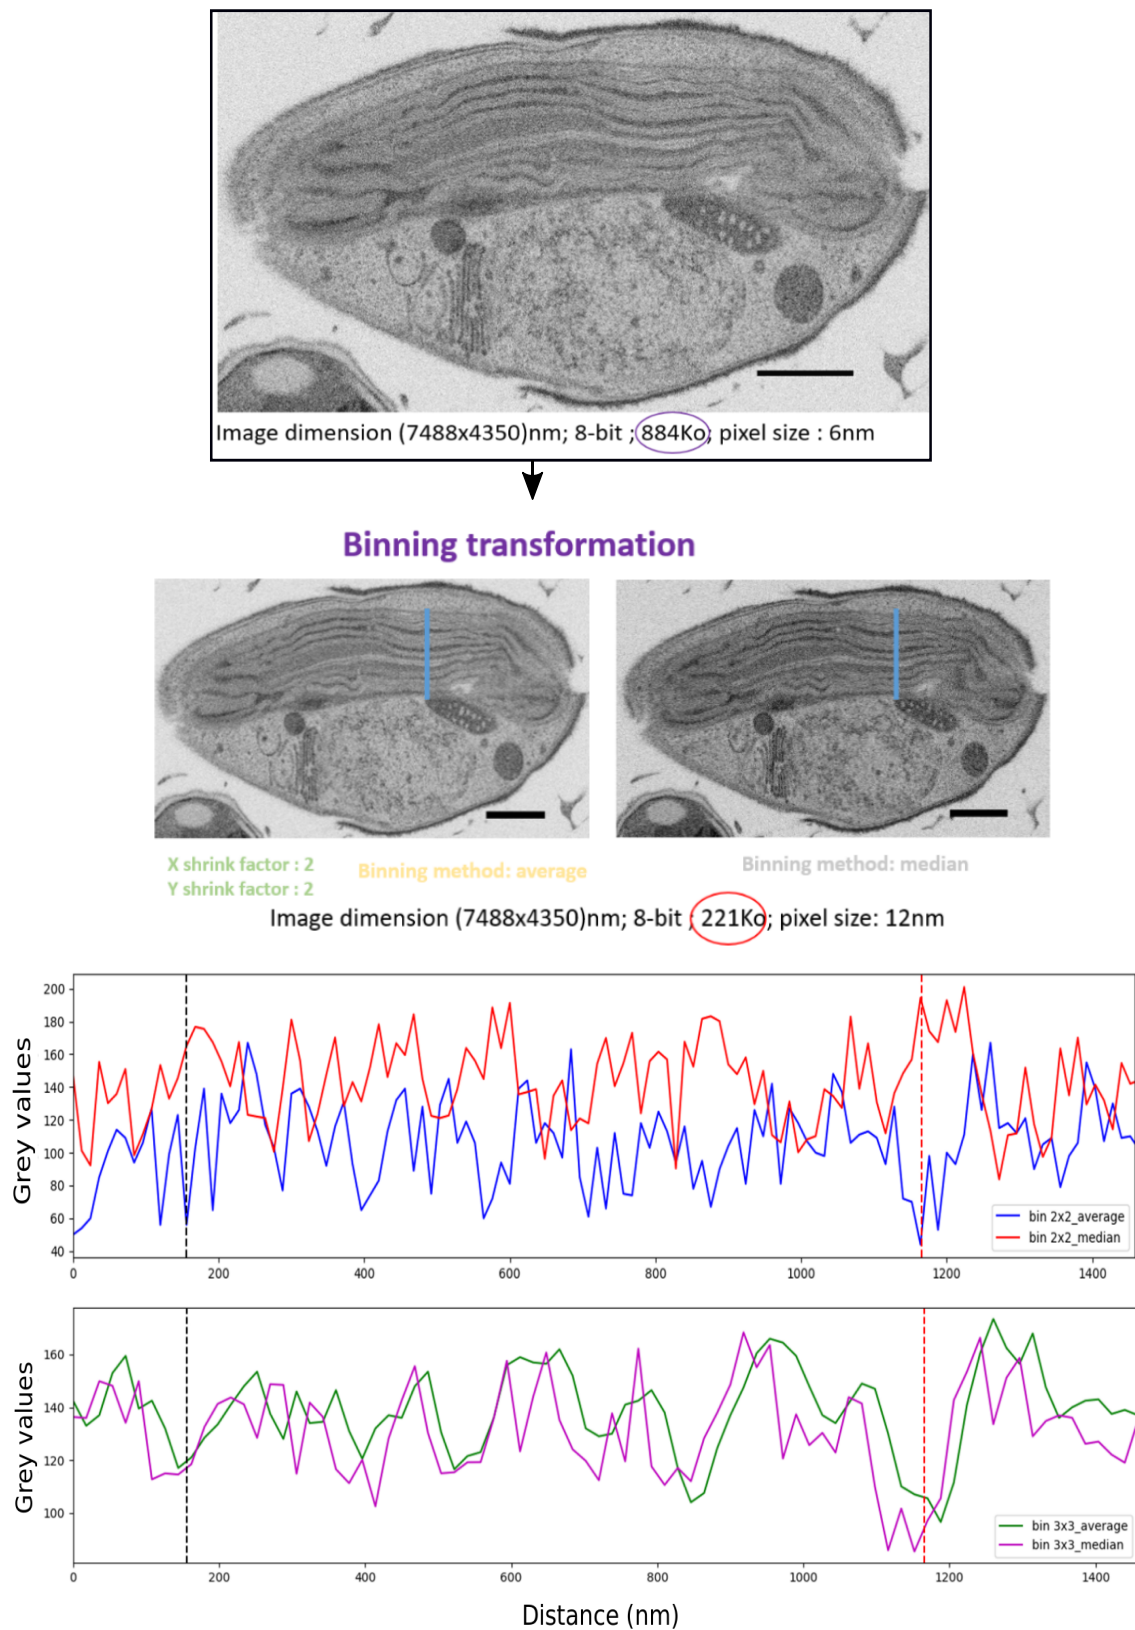 Image dimension (7488x4350)nm; 8-bit ; 884Ko; pixel size : 6nm
Binning transformation
X shrink factor : 2
Y shrink factor : 2
Binning method: average
Binning method: median
Image dimension (7488x4350)nm; 8-bit ; 221Ko; pixel size: 12nm
Grey values
200
180
160
140
120
100
80
60
40
bin 2x2_average
bin 2x2_median
0 200 400 600 800 1000 1200 1400
Grey values
160
140
120
100
bin 3x3_average
bin 3x3_median
0 200 400 600 800 1000 1200 1400
Distance (nm)